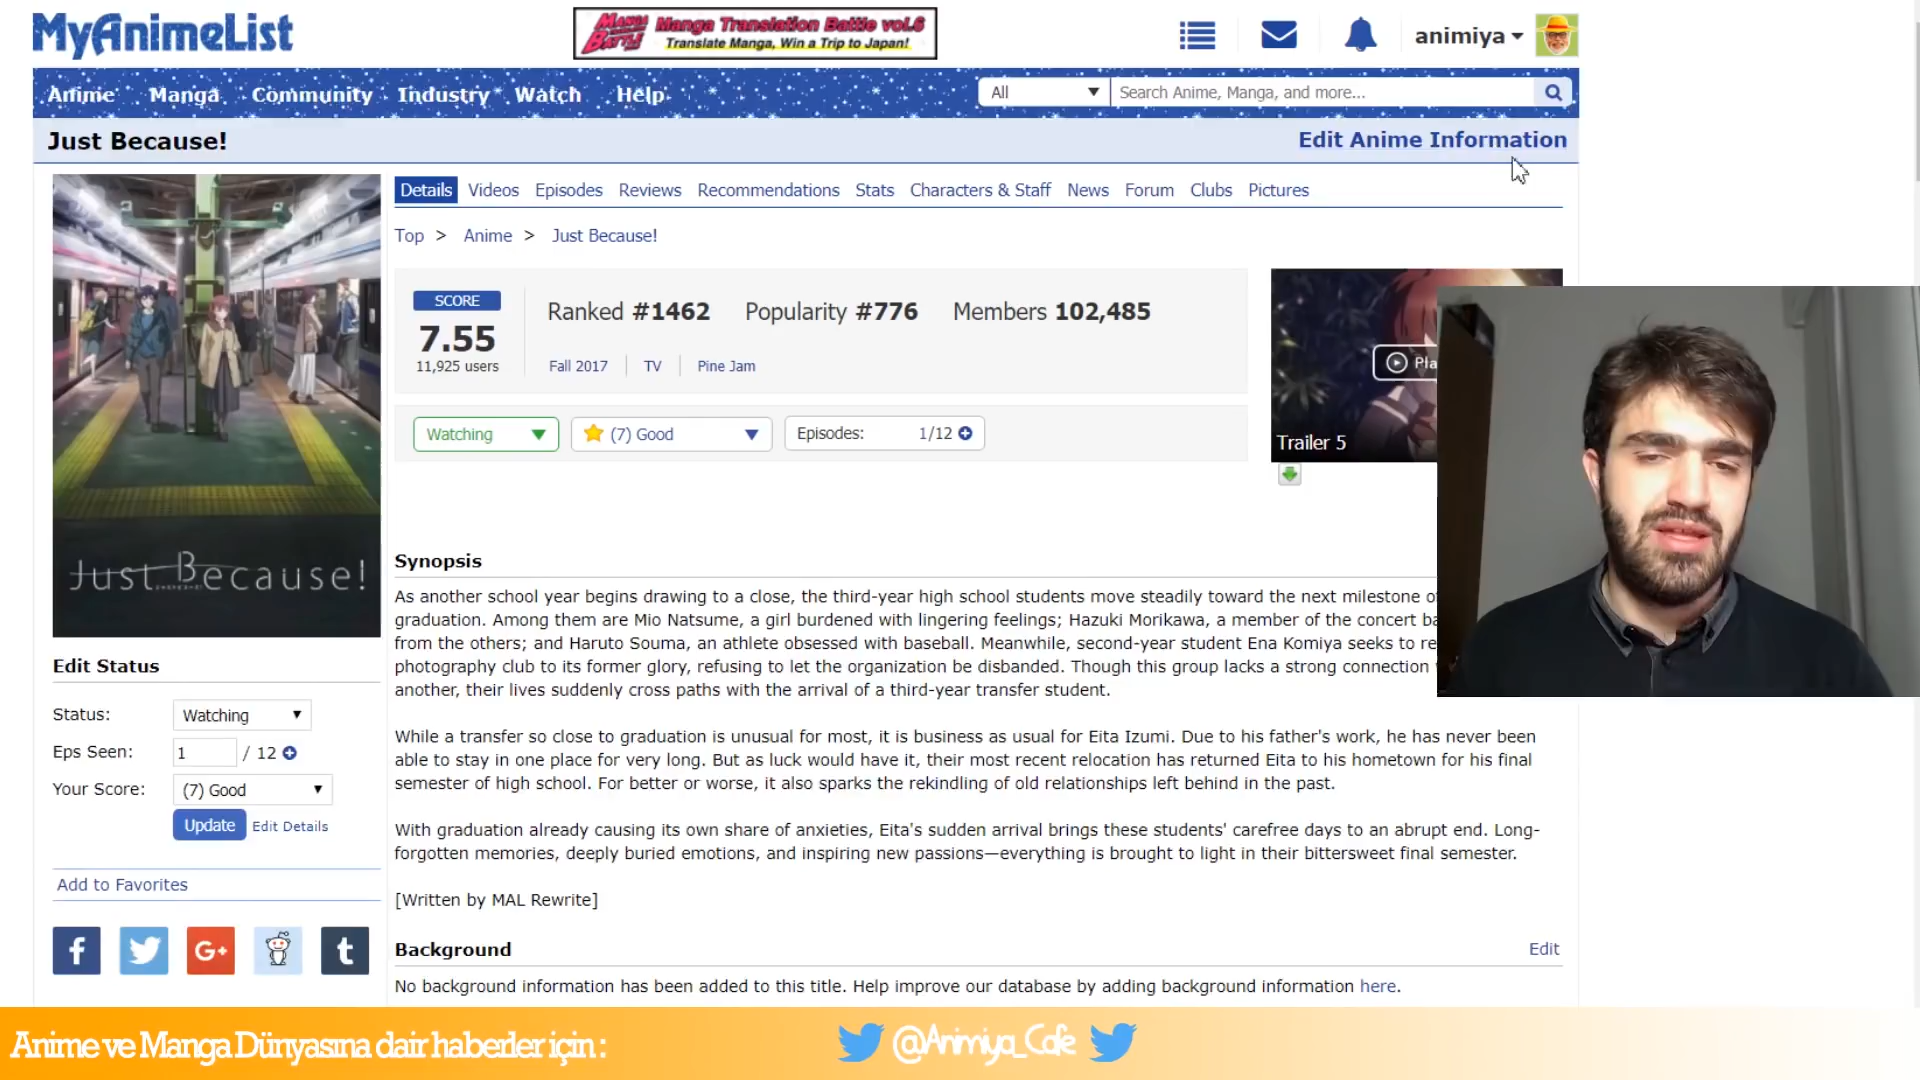 MyAnimeList
MANGA BATTLE
Manga Translation Battle vol.6
Translate Manga, Win a Trip to Japan!
animiya
Anime Manga Community Industry Watch Help
All
Search Anime, Manga, and more...
Just Because!
Edit Anime Information
Details Videos Episodes Reviews Recommendations Stats Characters & Staff News Forum Clubs Pictures
Top > Anime > Just Because!
SCORE
7.55
11,925 users
Ranked #1462 Popularity #776 Members 102,485
Fall 2017 TV Pine Jam
Watching
(7) Good
Episodes: 1/12
Trailer 5
Just Because!
Synopsis
As another school year begins drawing to a close, the third-year high school students move steadily toward the next milestone
graduation. Among them are Mio Natsume, a girl burdened with lingering feelings; Hazuki Morikawa, a member of the concert
from the others; and Haruto Souma, an athlete obsessed with baseball. Meanwhile, second-year student Ena Komiya seeks to
photography club to its former glory, refusing to let the organization be disbanded. Though this group lacks a strong connection
another, their lives suddenly cross paths with the arrival of a third-year transfer student.
While a transfer so close to graduation is unusual for most, it is business as usual for Eita Izumi. Due to his father's work, he has never been
able to stay in one place for very long. But as luck would have it, their most recent relocation has returned Eita to his hometown for his final
semester of high school. For better or worse, it also sparks the rekindling of old relationships left behind in the past.
With graduation already causing its own share of anxieties, Eita's sudden arrival brings these students' carefree days to an abrupt end. Long-
forgotten memories, deeply buried emotions, and inspiring new passions—everything is brought to light in their bittersweet final semester.
[Written by MAL Rewrite]
Background
Edit
No background information has been added to this title. Help improve our database by adding background information here.
Edit Status
Status: Watching
Eps Seen: 1 / 12
Your Score: (7) Good
Update Edit Details
Add to Favorites
f G+ t
Anime ve Manga Dünyasına dair haberler için :
@Animiya_Cafe